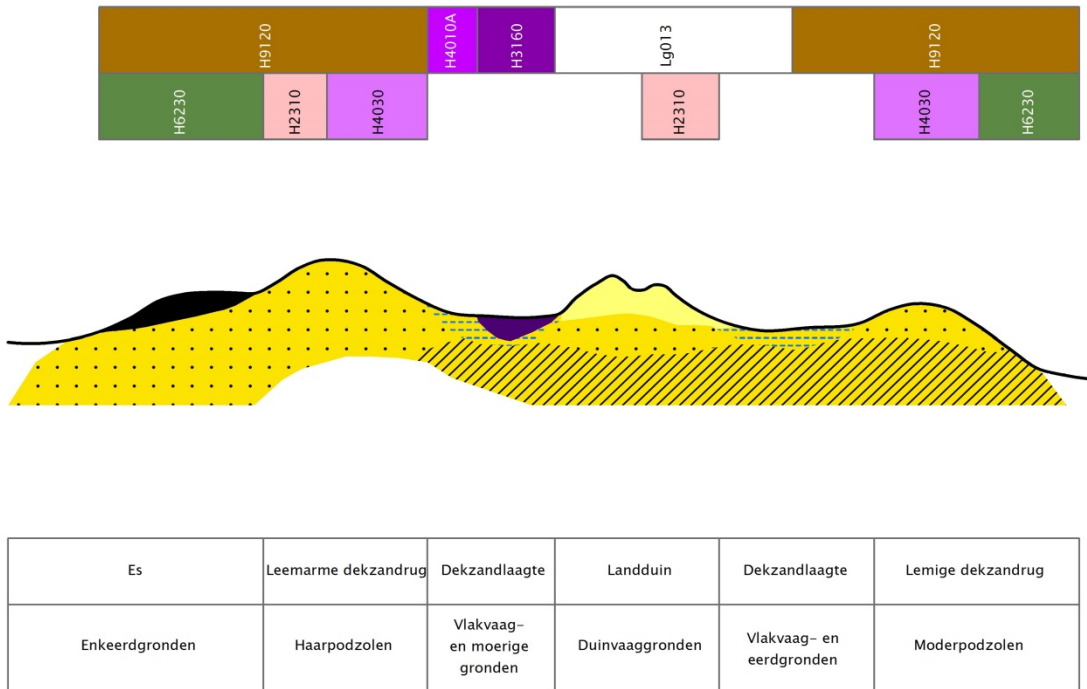 H9120
H4010A
H3160
Lg013
H9120
H6230
H2310
H4030
H2310
H4030
H6230
Es
Leemarme dekzandrug
Dekzandlaagte
Landduin
Dekzandlaagte
Lemige dekzandrug
Enkeerdgronden
Haarpodzolen
Vlakvaag-
en moerige
gronden
Duinvaaggronden
Vlakvaag- en
eerdgronden
Moderpodzolen